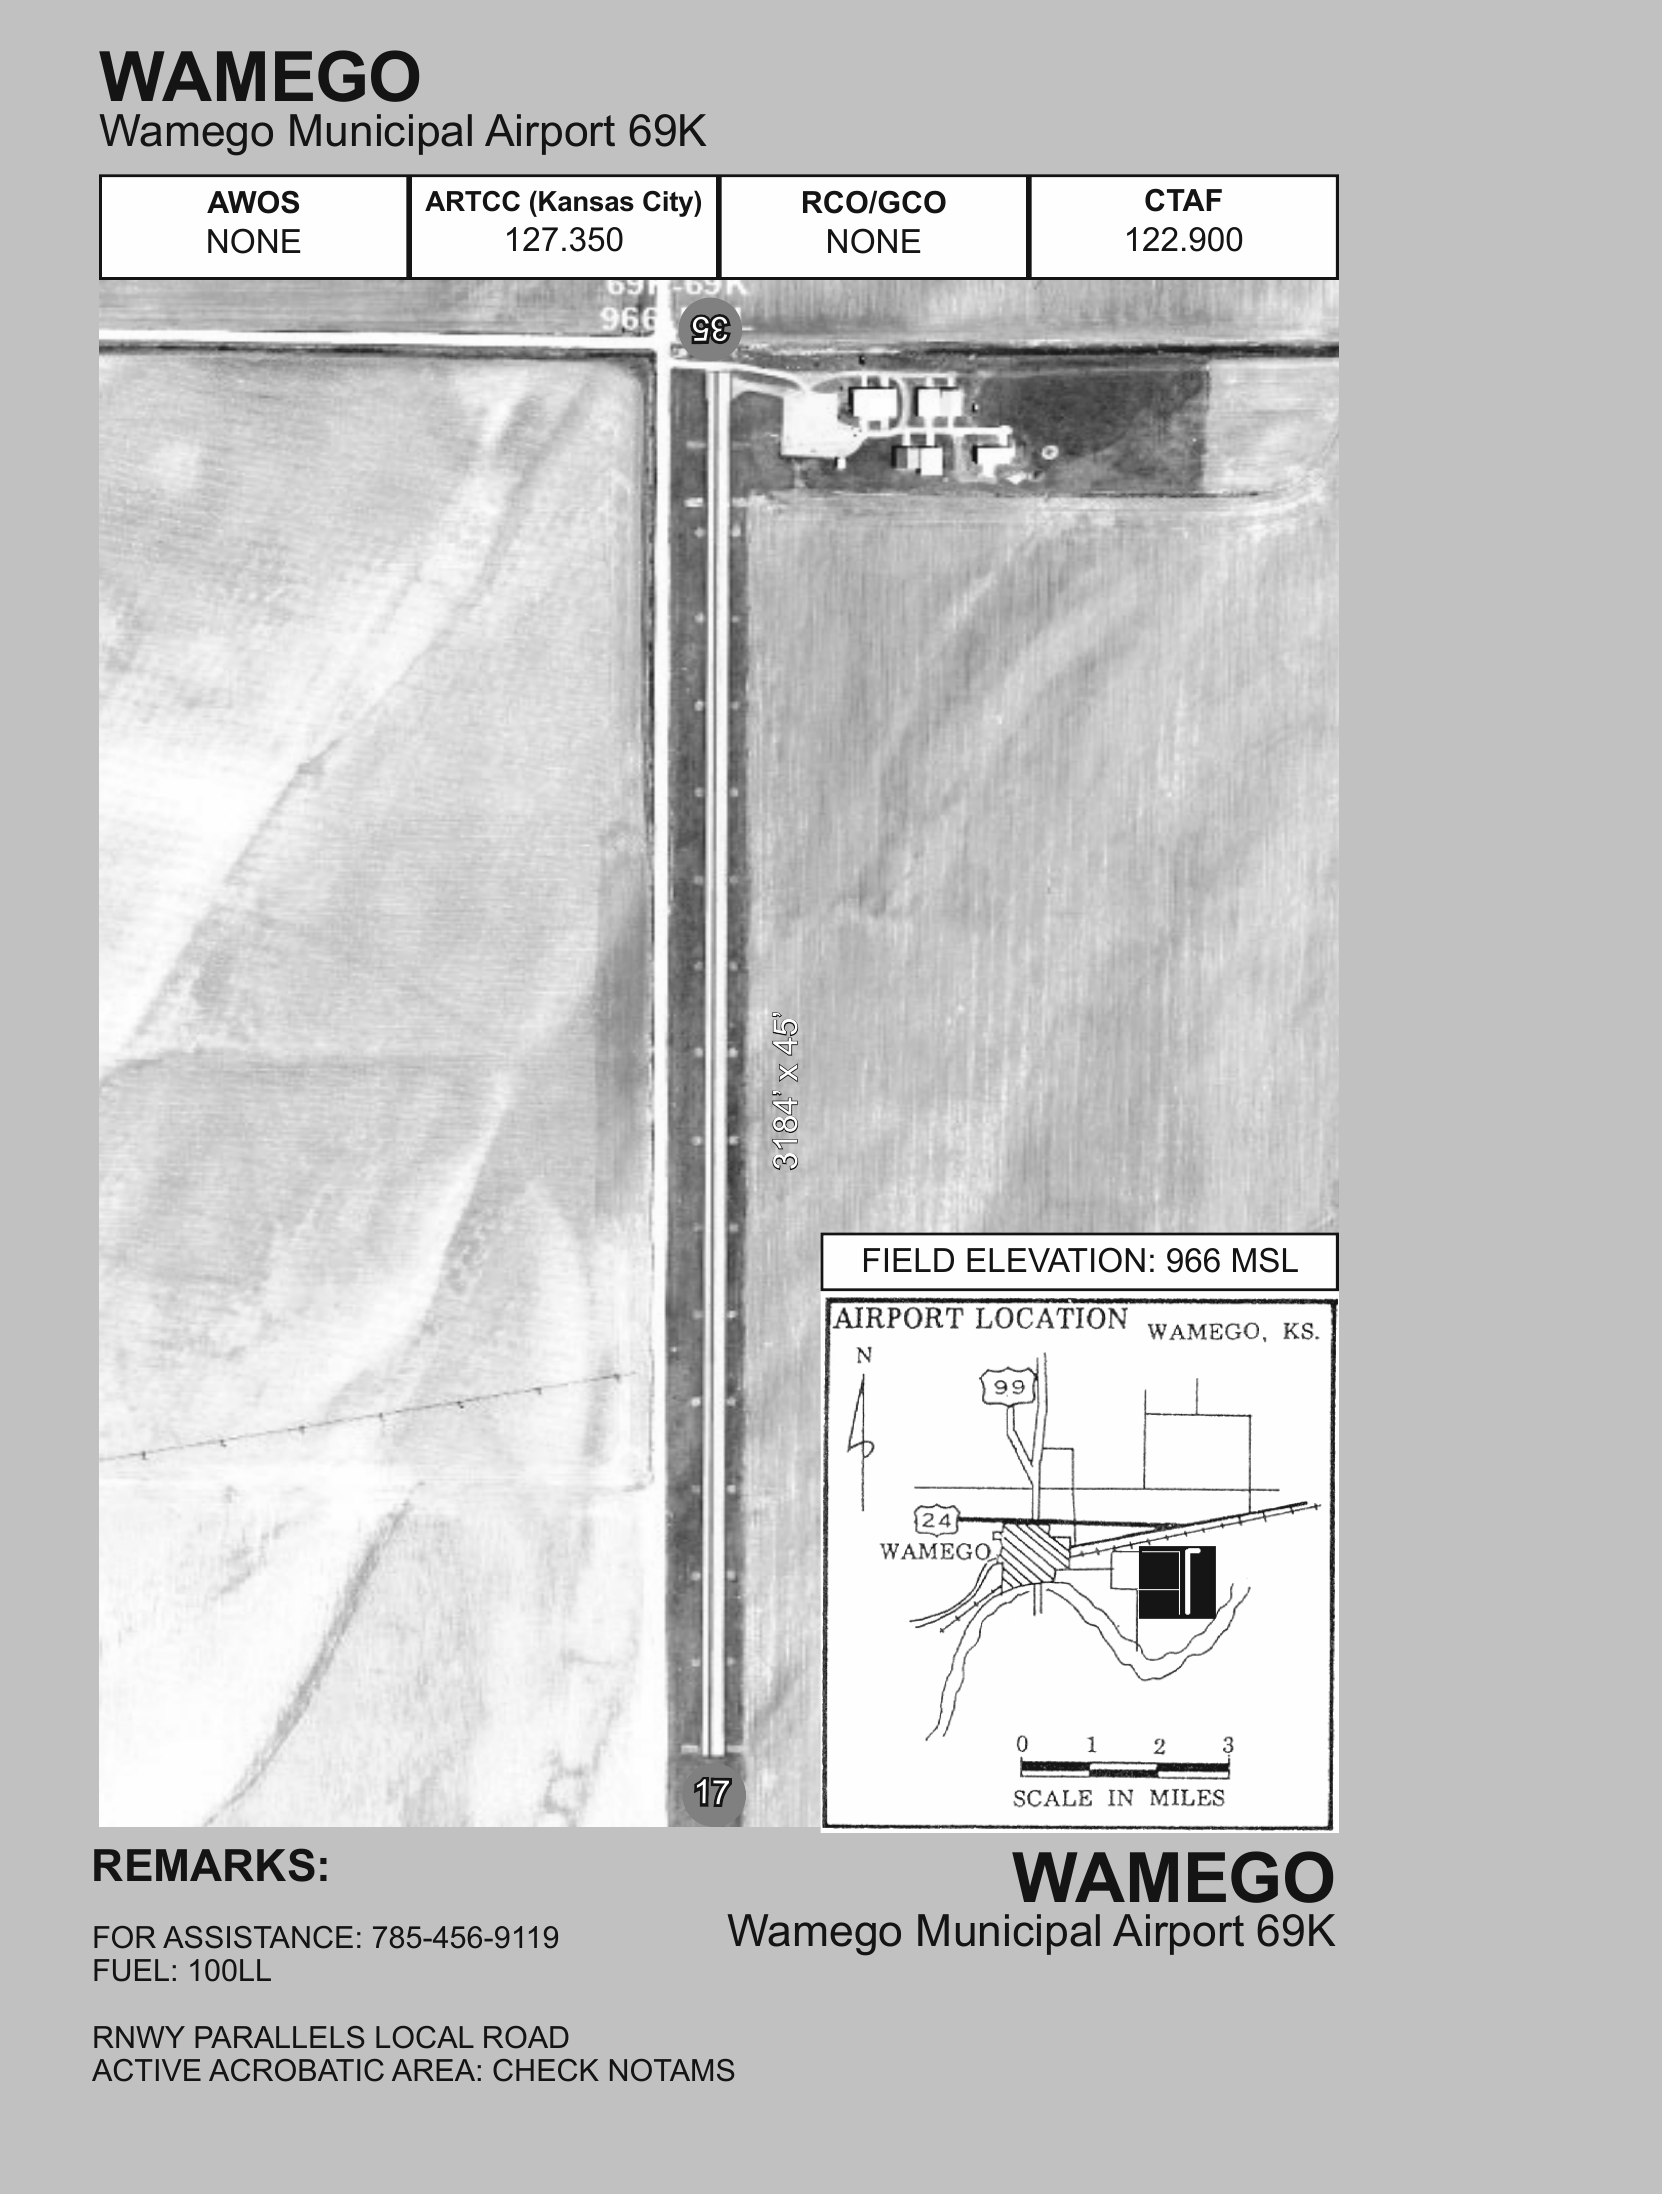 WAMEGO
Wamego Municipal Airport 69K
AWOS
NONE
ARTCC (Kansas City)
127.350
RCO/GCO
NONE
CTAF
122.900
69K-69K
966
35
3184' x 45'
FIELD ELEVATION: 966 MSL
AIRPORT LOCATION
WAMEGO, KS.
N
99
24
WAMEGO
0 1 2 3
SCALE IN MILES
17
REMARKS:
FOR ASSISTANCE: 785-456-9119
FUEL: 100LL
RNWY PARALLELS LOCAL ROAD
ACTIVE ACROBATIC AREA: CHECK NOTAMS
WAMEGO
Wamego Municipal Airport 69K